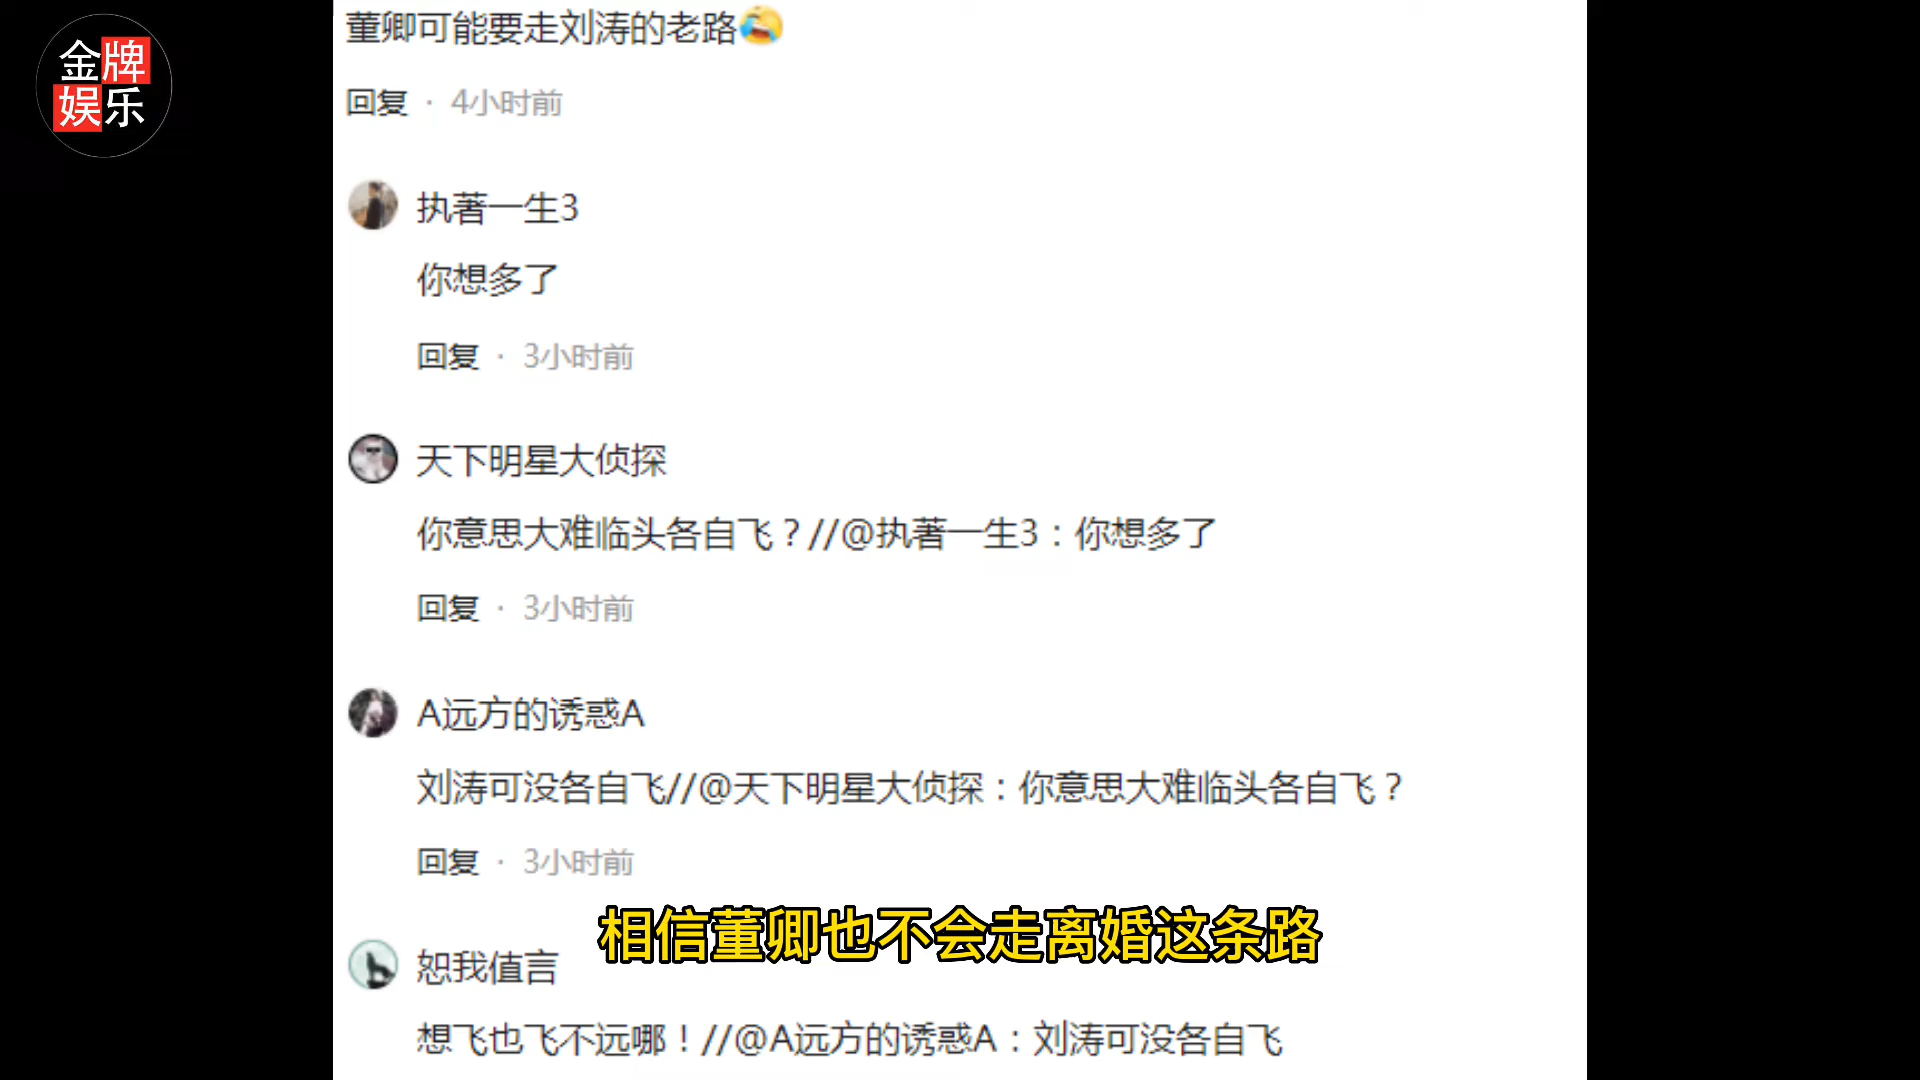 金牌
娱乐
董卿可能要走刘涛的老路
回复 · 4小时前
执著一生3
你想多了
回复 · 3小时前
天下明星大侦探
你意思大难临头各自飞？//@执著一生3：你想多了
回复 · 3小时前
A远方的诱惑A
刘涛可没各自飞//@天下明星大侦探：你意思大难临头各自飞？
回复 · 3小时前
相信董卿也不会走离婚这条路
恕我值言
想飞也飞不远哪！//@A远方的诱惑A：刘涛可没各自飞